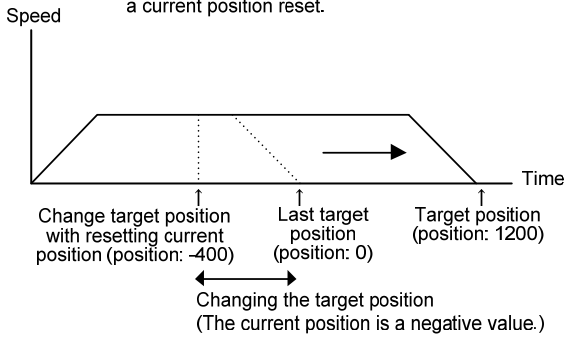 a current position reset.
Speed
Time
↑ ↑ ↑
Change target position
with resetting current
position (position: –400)
Last target
position
(position: 0)
Target position
(position: 1200)
Changing the target position
(The current position is a negative value.)